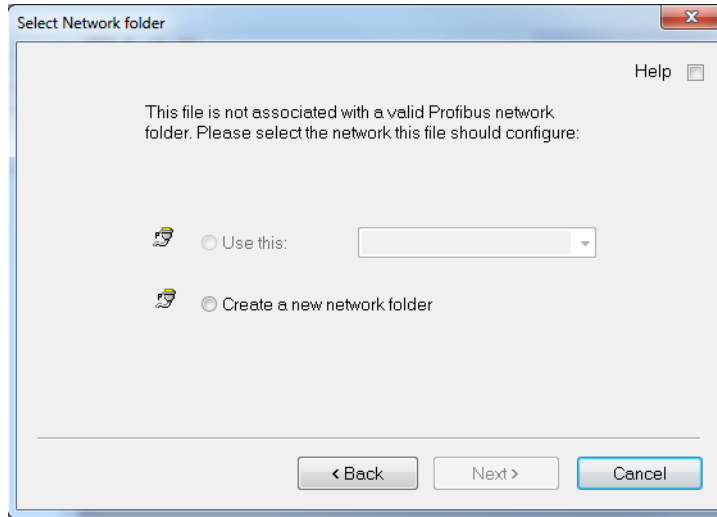 Select Network folder
Help
This file is not associated with a valid Profibus network
folder. Please select the network this file should configure:
Use this:
Create a new network folder
< Back
Next >
Cancel